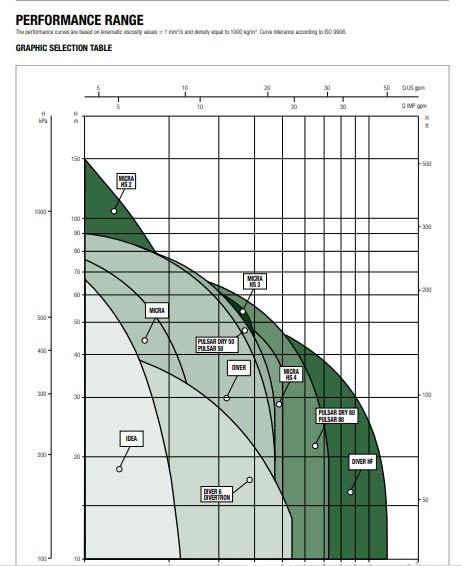 PERFORMANCE RANGE
The performance curves are based on kinematic viscosity values = 1 mm²/s and density equal to 1000 kg/m³. Curve tolerance according to ISO 9906.
GRAPHIC SELECTION TABLE
5 10 20 30 50 Q US gpm
5 10 20 30 Q IMP gpm
H
kPa
H
m
H
ft
150
500
MICRA
HS 2
1000
100
90
300
80
70
MICRA
HS 3
200
60
500
MICRA
50
PULSAR DRY 50
PULSAR 50
400
40
DIVER
MICRA
HS 4
300
30
100
PULSAR DRY 80
PULSAR 80
IDEA
200
20
DIVER HF
DIVER 6
DIVERTRON
50
100
10